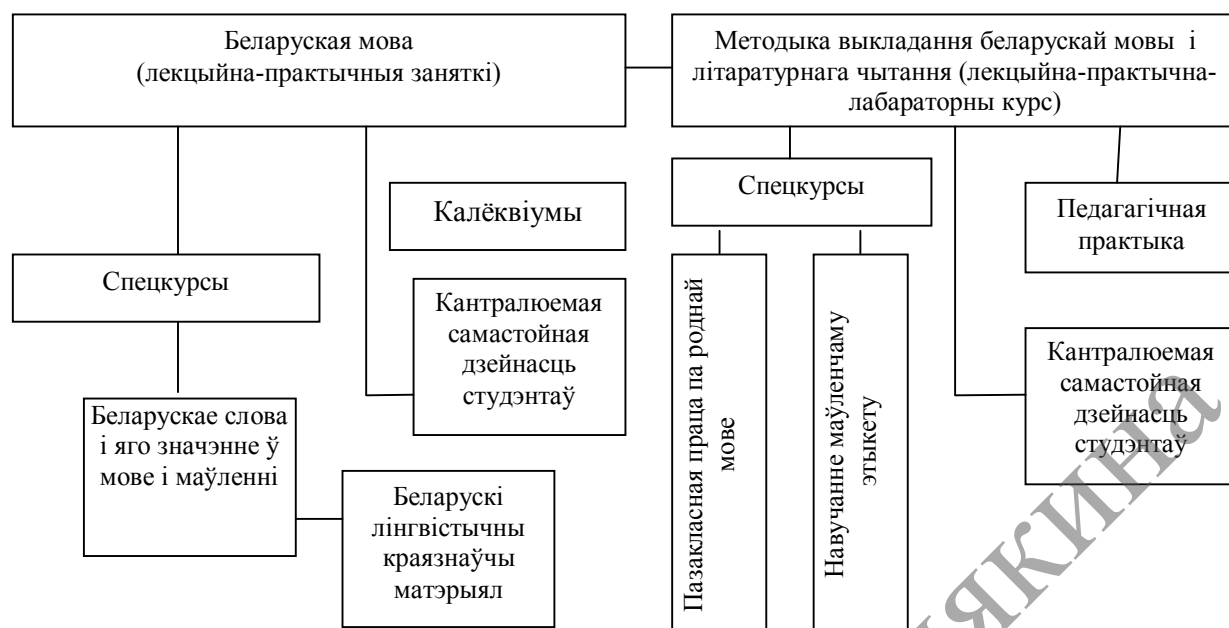 Беларуская мова
(лекцыйна-практычныя заняткі)
Методыка выкладання беларускай мовы і
літаратурнага чытання (лекцыйна-практычна-
лабараторны курс)
Калёквіумы
Спецкурсы
Кантралюемая
самастойная
дзейнасць
студэнтаў
Беларускае слова
і яго значэнне ў
мове і маўленні
Беларускі
лінгвістычны
краязнаўчы
матэрыял
Спецкурсы
Педагагічная
практыка
Пазакласная праца па роднай
мове
Навучанне маўленчаму
этыкету
Кантралюемая
самастойная
дзейнасць
студэнтаў